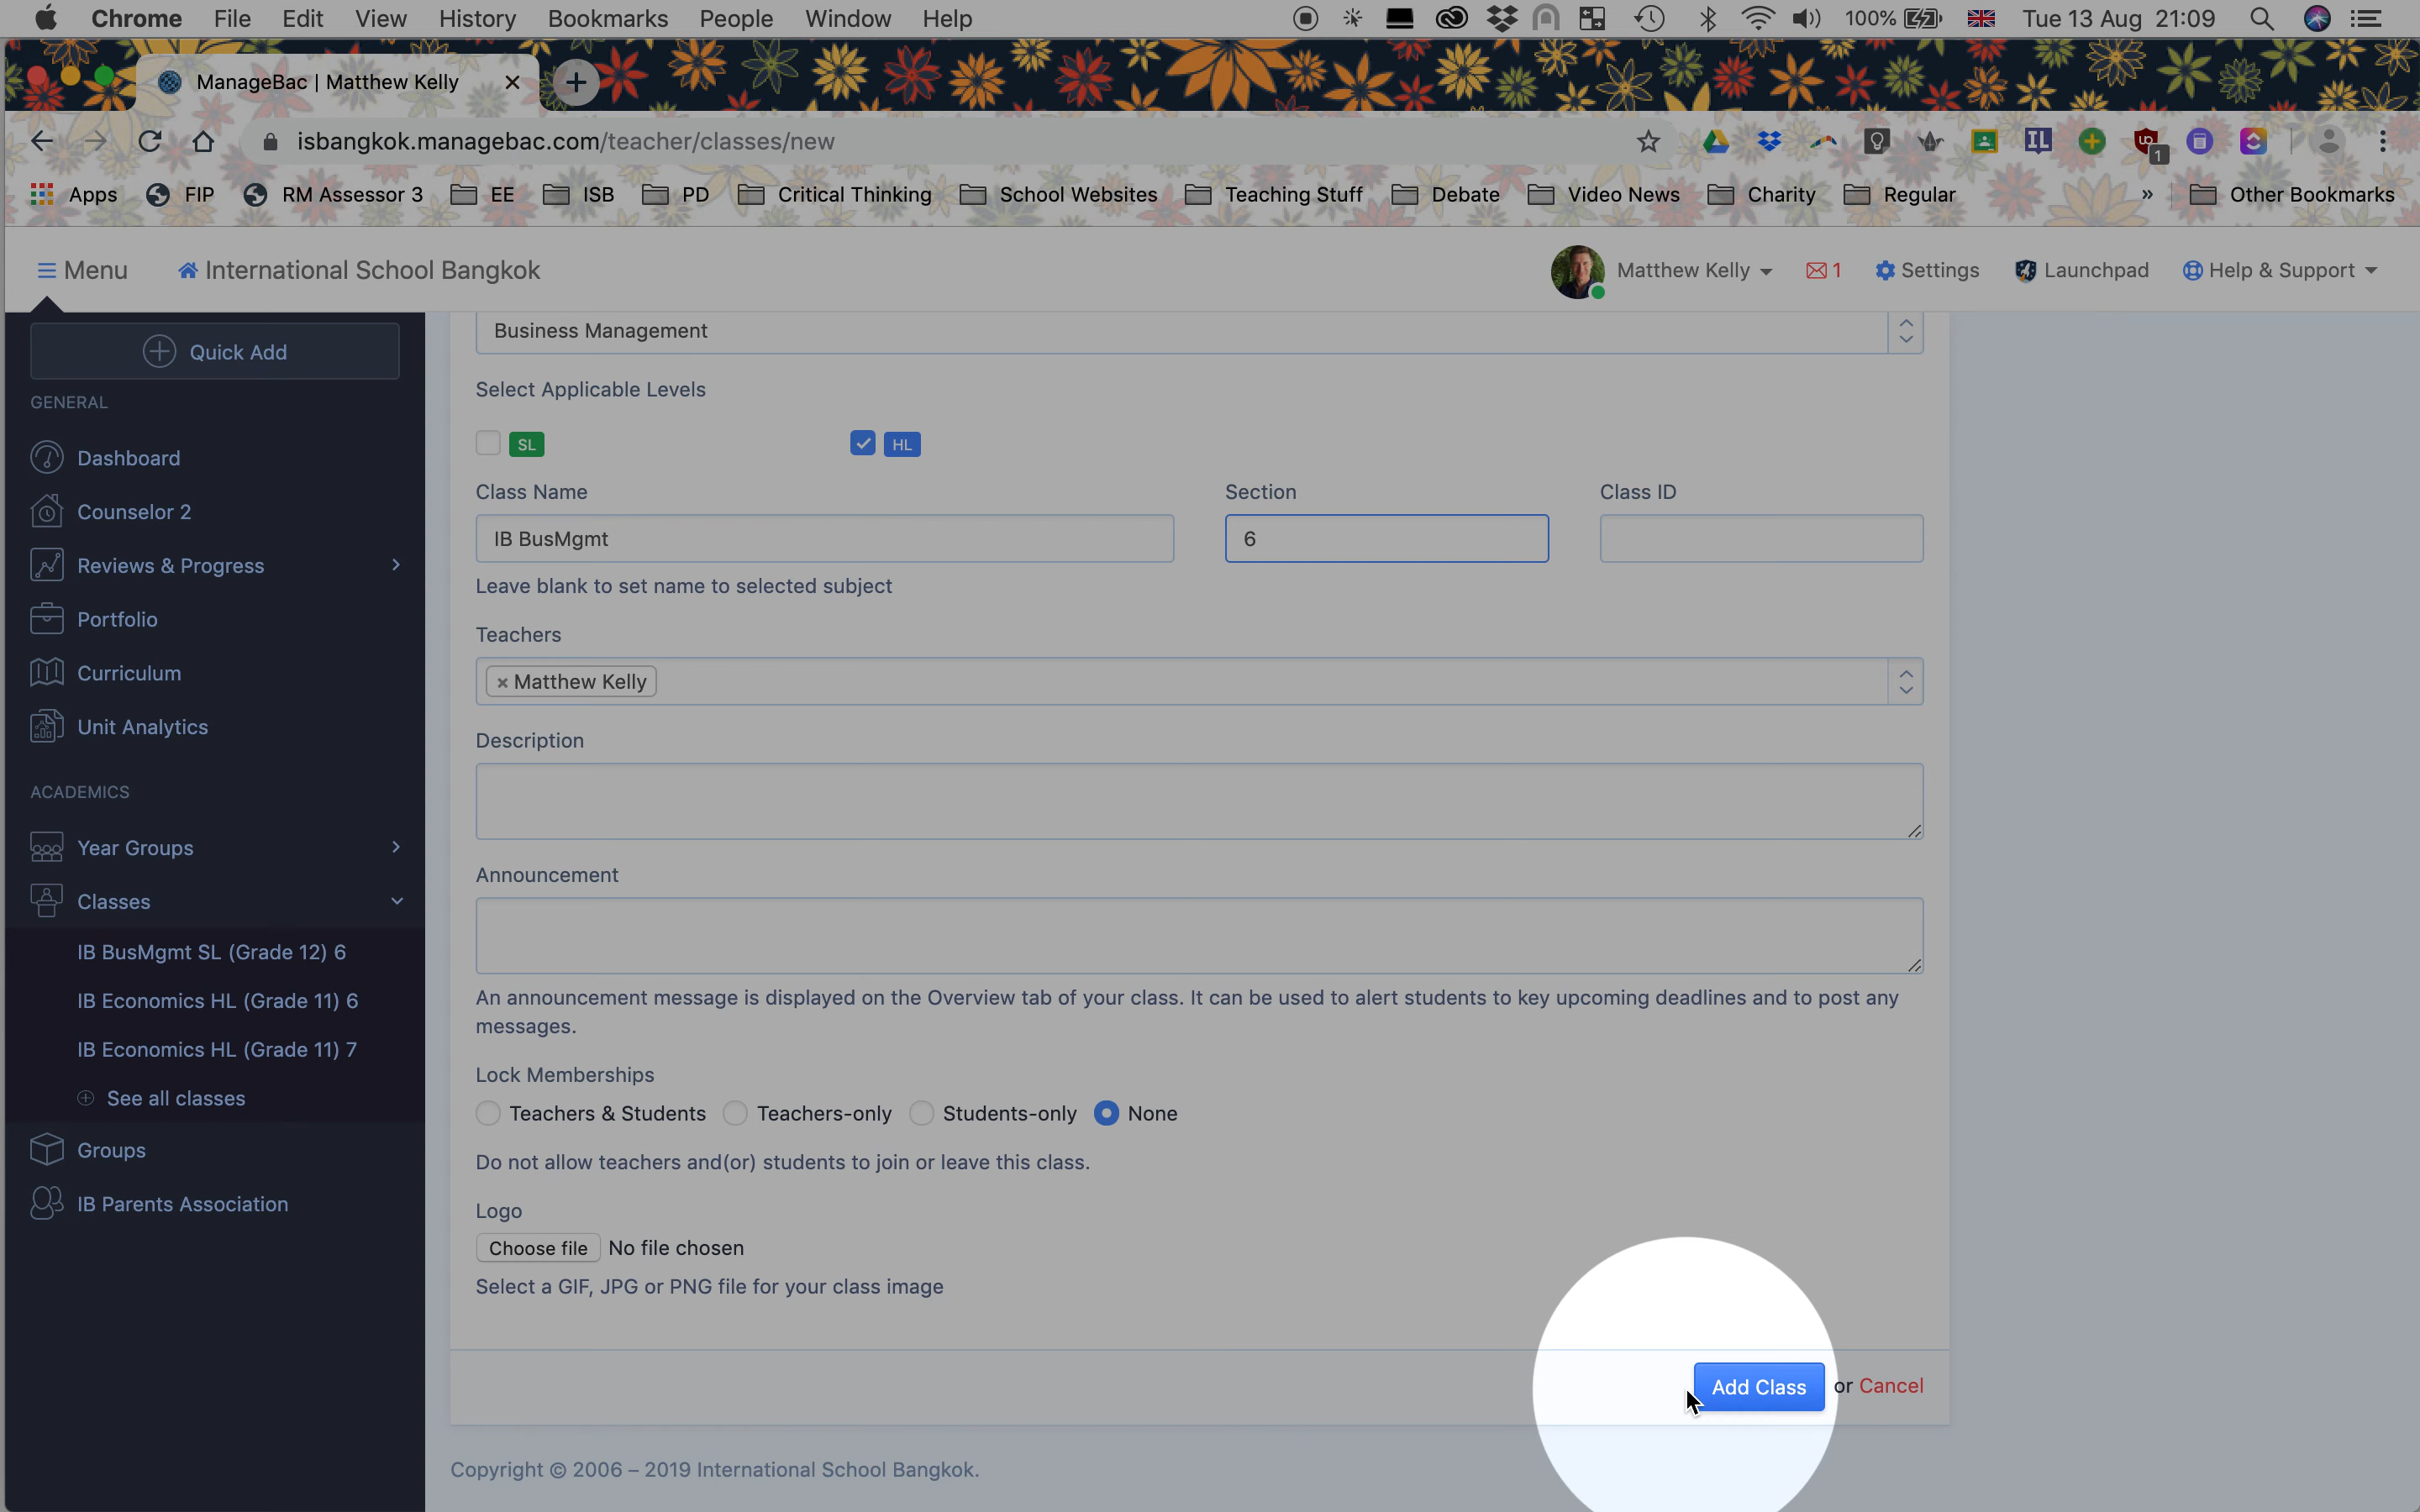 Chrome File Edit View History Bookmarks People Window Help 100% Tue 13 Aug 21:09
ManageBac | Matthew Kelly
isbangkok.managebac.com/teacher/classes/new
IL
1
Apps FIP RM Assessor 3 EE ISB PD Critical Thinking School Websites Teaching Stuff Debate Video News Charity Regular » Other Bookmarks
Menu International School Bangkok Matthew Kelly 1 Settings Launchpad Help & Support
Quick Add
GENERAL
Dashboard
Counselor 2
Reviews & Progress
Portfolio
Curriculum
Unit Analytics
ACADEMICS
Year Groups
Classes
IB BusMgmt SL (Grade 12) 6
IB Economics HL (Grade 11) 6
IB Economics HL (Grade 11) 7
See all classes
Groups
IB Parents Association
Business Management
Select Applicable Levels
SL HL
Class Name Section Class ID
IB BusMgmt 6
Leave blank to set name to selected subject
Teachers
× Matthew Kelly
Description
Announcement
An announcement message is displayed on the Overview tab of your class. It can be used to alert students to key upcoming deadlines and to post any
messages.
Lock Memberships
Teachers & Students Teachers-only Students-only None
Do not allow teachers and(or) students to join or leave this class.
Logo
Choose file No file chosen
Select a GIF, JPG or PNG file for your class image
Add Class or Cancel
Copyright © 2006 – 2019 International School Bangkok.